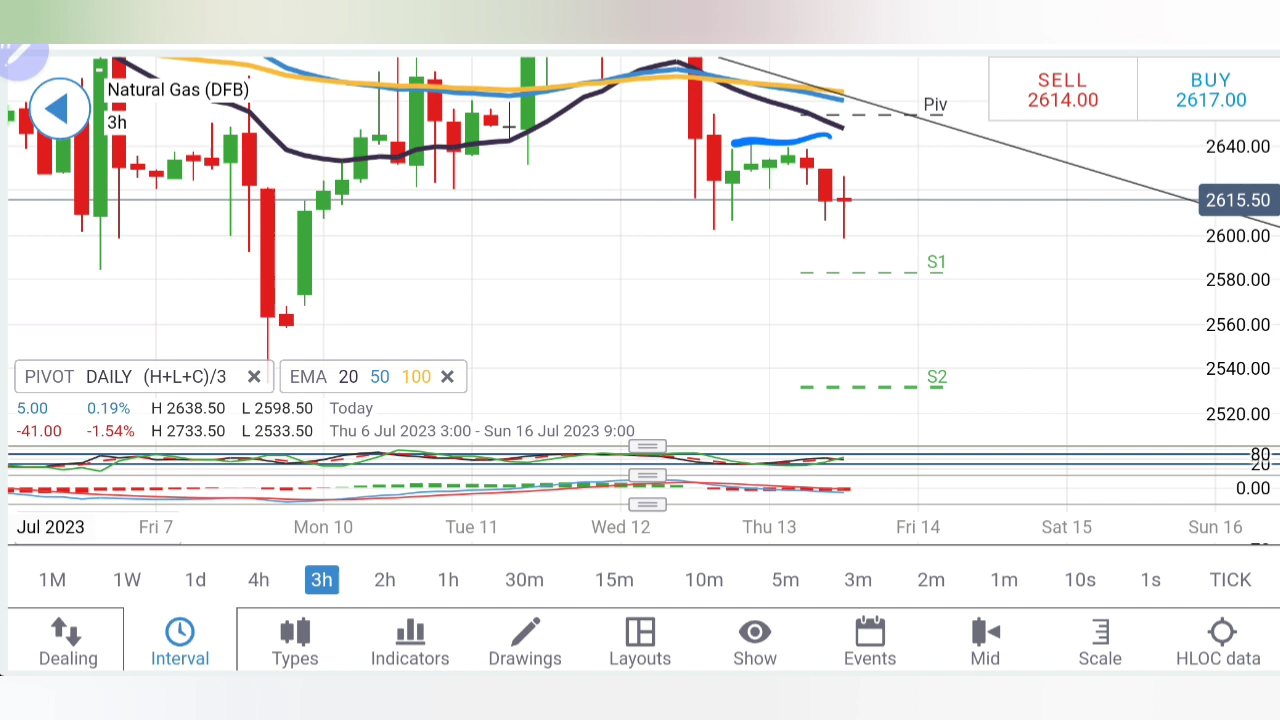 Natural Gas (DFB)
3h
SELL
2614.00
BUY
2617.00
Piv
2640.00
2615.50
2600.00
S1
2580.00
2560.00
2540.00
S2
2520.00
PIVOT DAILY (H+L+C)/3
EMA 20 50 100
5.00 0.19% H 2638.50 L 2598.50 Today
-41.00 -1.54% H 2733.50 L 2533.50 Thu 6 Jul 2023 3:00 - Sun 16 Jul 2023 9:00
80
20
0.00
Jul 2023 Fri 7 Mon 10 Tue 11 Wed 12 Thu 13 Fri 14 Sat 15 Sun 16
1M 1W 1d 4h 3h 2h 1h 30m 15m 10m 5m 3m 2m 1m 10s 1s TICK
Dealing Interval Types Indicators Drawings Layouts Show Events Mid Scale HLOC data